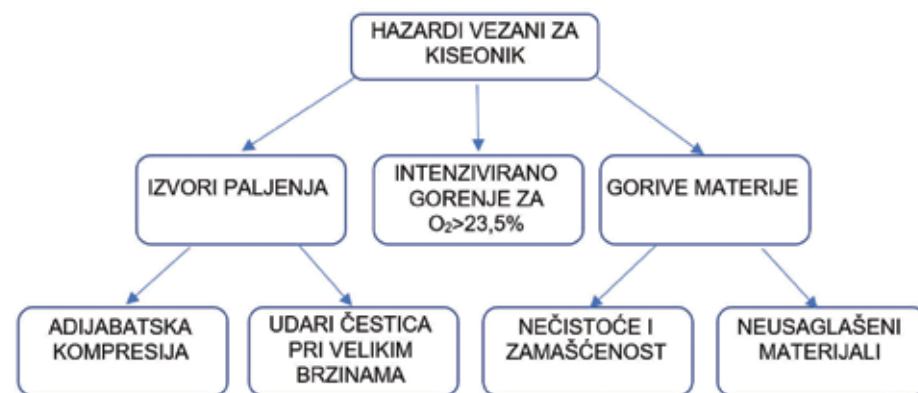 HAZARDI VEZANI ZA
KISEONIK
IZVORI PALJENJA
INTENZIVIRANO
GORENJE ZA
O₂>23,5%
GORIVE MATERIJE
ADIJABATSKA
KOMPRESIJA
UDARI ČESTICA
PRI VELIKIM
BRZINAMA
NEČISTOĆE I
ZAMAŠĆENOST
NEUSAGLAŠENI
MATERIJALI